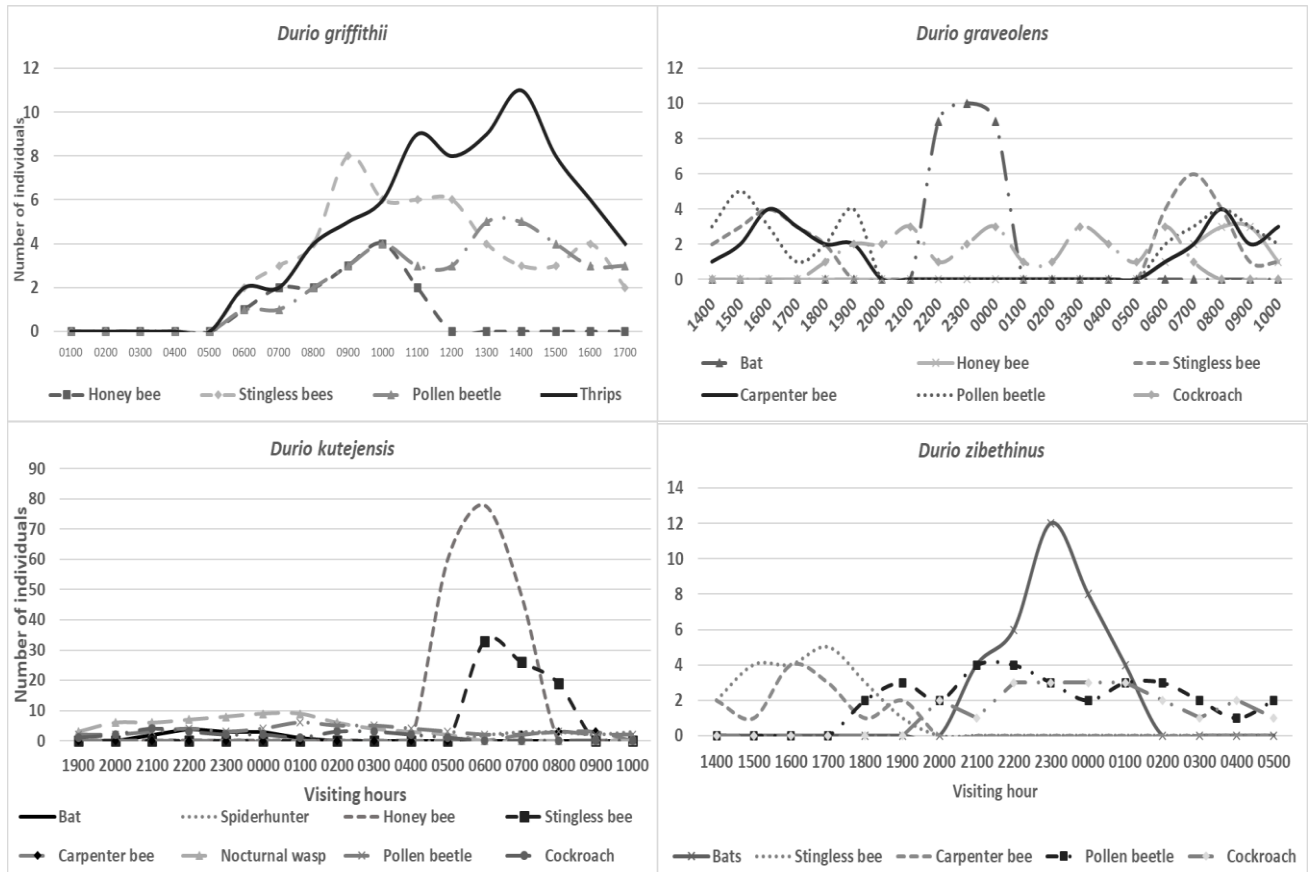 Durio griffithii
Number of individuals
12
10
8
6
4
2
0
0100 0200 0300 0400 0500 0600 0700 0800 0900 1000 1100 1200 1300 1400 1500 1600 1700
Honey bee Stingless bees Pollen beetle Thrips
Durio graveolens
12
10
8
6
4
2
0
1400 1500 1600 1700 1800 1900 2000 2100 2200 2300 0000 0100 0200 0300 0400 0500 0600 0700 0800 0900 1000
Bat Honey bee Stingless bee
Carpenter bee Pollen beetle Cockroach
Durio kutejensis
Number of individuals
90
80
70
60
50
40
30
20
10
0
1900 2000 2100 2200 2300 0000 0100 0200 0300 0400 0500 0600 0700 0800 0900 1000
Visiting hours
Bat Spiderhunter Honey bee Stingless bee
Carpenter bee Nocturnal wasp Pollen beetle Cockroach
Durio zibethinus
14
12
10
8
6
4
2
0
1400 1500 1600 1700 1800 1900 2000 2100 2200 2300 0000 0100 0200 0300 0400 0500
Visiting hour
Bats Stingless bee Carpenter bee Pollen beetle Cockroach